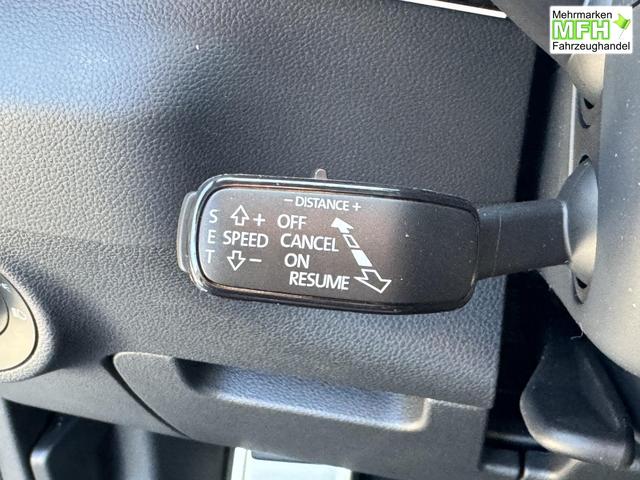 Mehrmarken
MFH
Fahrzeughandel
- DISTANCE +
S + OFF
E SPEED CANCEL
T - ON
RESUME